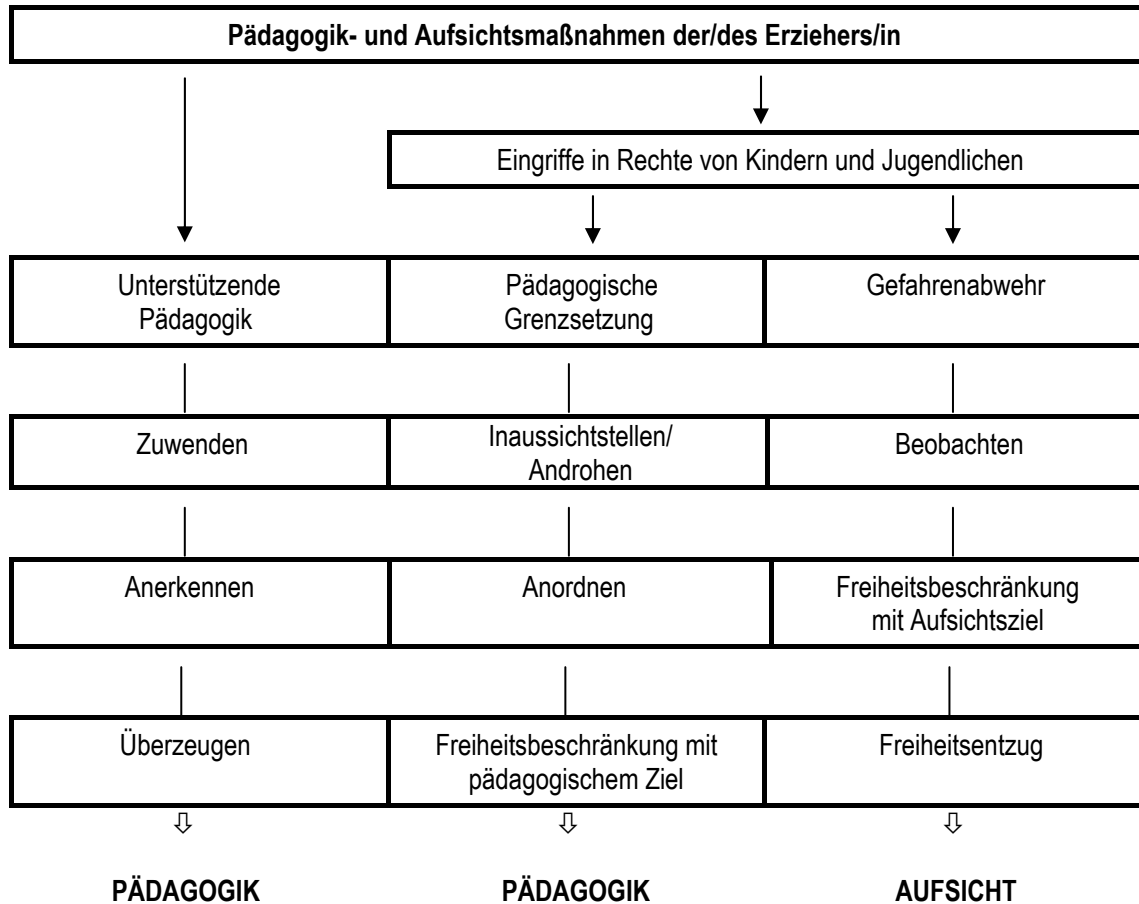 Pädagogik- und Aufsichtsmaßnahmen der/des Erziehers/in
Eingriffe in Rechte von Kindern und Jugendlichen
Unterstützende
Pädagogik
Pädagogische
Grenzsetzung
Gefahrenabwehr
Zuwenden
Inaussichtstellen/
Androhen
Beobachten
Anerkennen
Anordnen
Freiheitsbeschränkung
mit Aufsichtsziel
Überzeugen
Freiheitsbeschränkung mit
pädagogischem Ziel
Freiheitsentzug
PÄDAGOGIK
PÄDAGOGIK
AUFSICHT